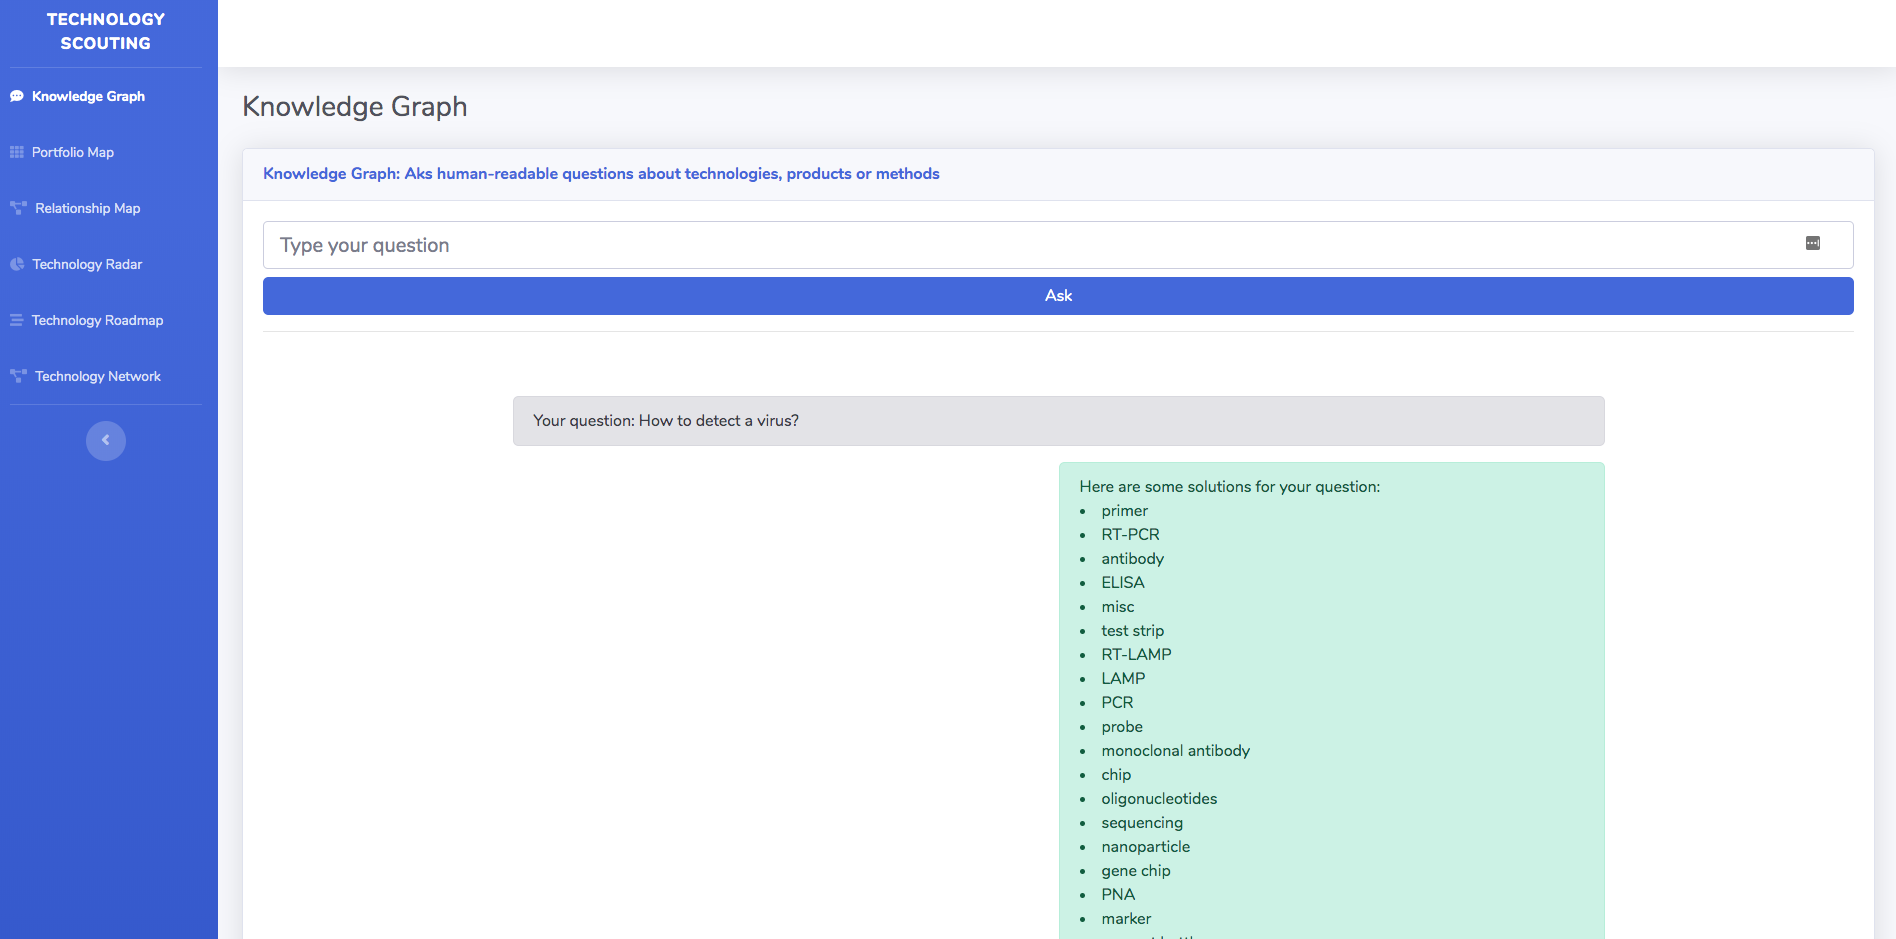 TECHNOLOGY
SCOUTING
Knowledge Graph
Portfolio Map
Relationship Map
Technology Radar
Technology Roadmap
Technology Network
Knowledge Graph
Knowledge Graph: Aks human-readable questions about technologies, products or methods
Type your question
Ask
Your question: How to detect a virus?
Here are some solutions for your question:
• primer
• RT-PCR
• antibody
• ELISA
• misc
• test strip
• RT-LAMP
• LAMP
• PCR
• probe
• monoclonal antibody
• chip
• oligonucleotides
• sequencing
• nanoparticle
• gene chip
• PNA
• marker